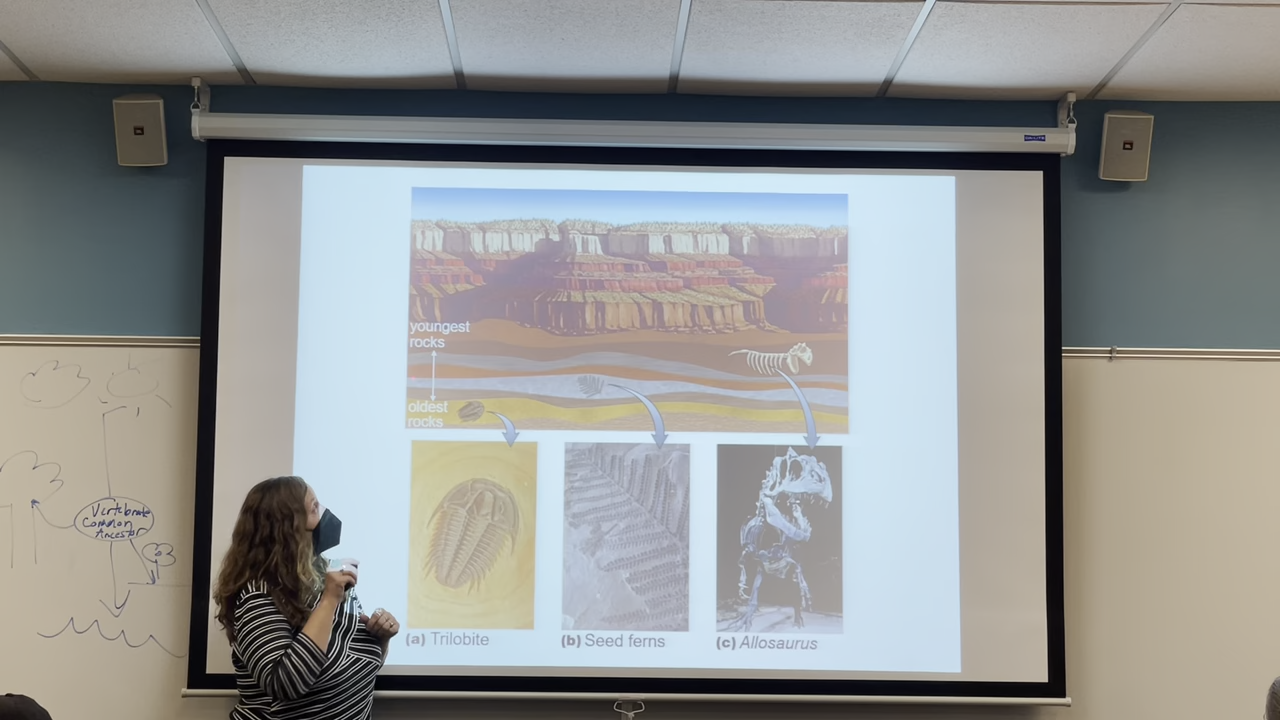 youngest
rocks
oldest
rocks
(a) Trilobite
(b) Seed ferns
(c) Allosaurus
Vertebrate
Common
Ancestor